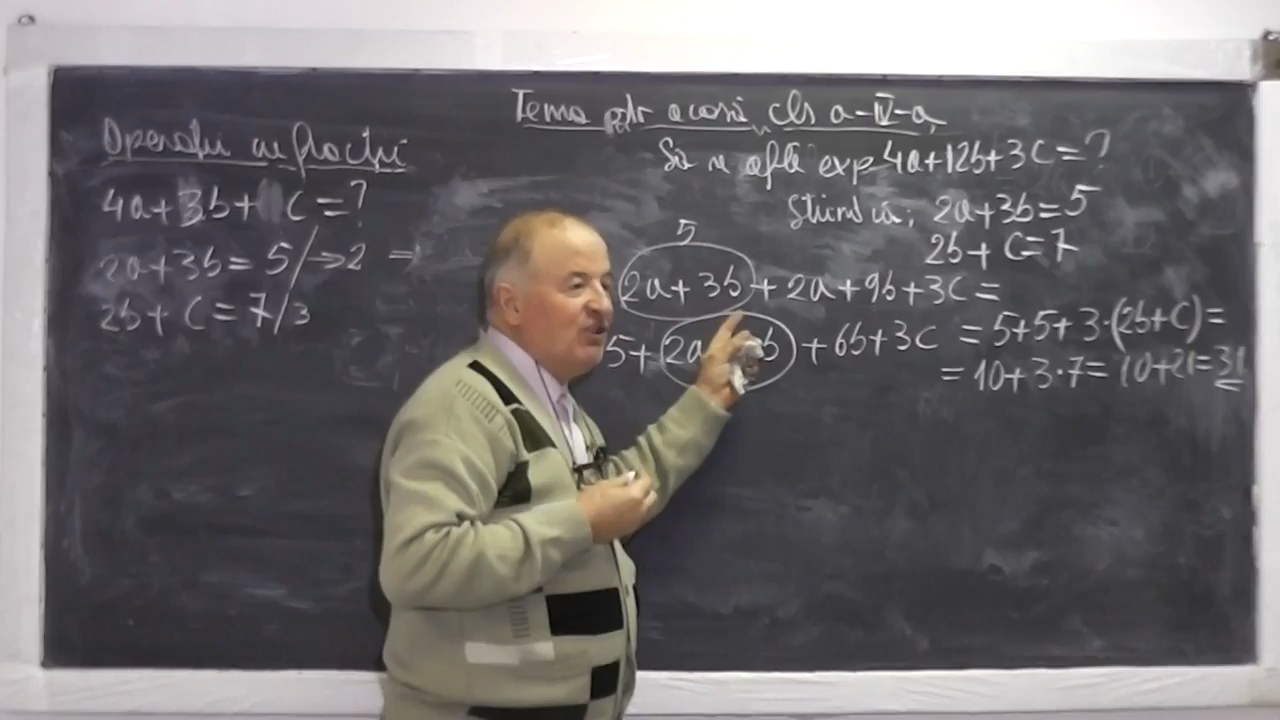 Tema ptr acasă, cls a-IV-a,
Operații cu fracții
4a+3b+ c=?
2a+3b=5/→2 =
2b+c=7/3
Să se afle exp 4a+12b+3c=?
Știind că; 2a+3b=5
2b+c=7
5
2a+3b+2a+9b+3c=
5+2a b+6b+3c =5+5+3·(2b+c)=
=10+3·7=10+21=31